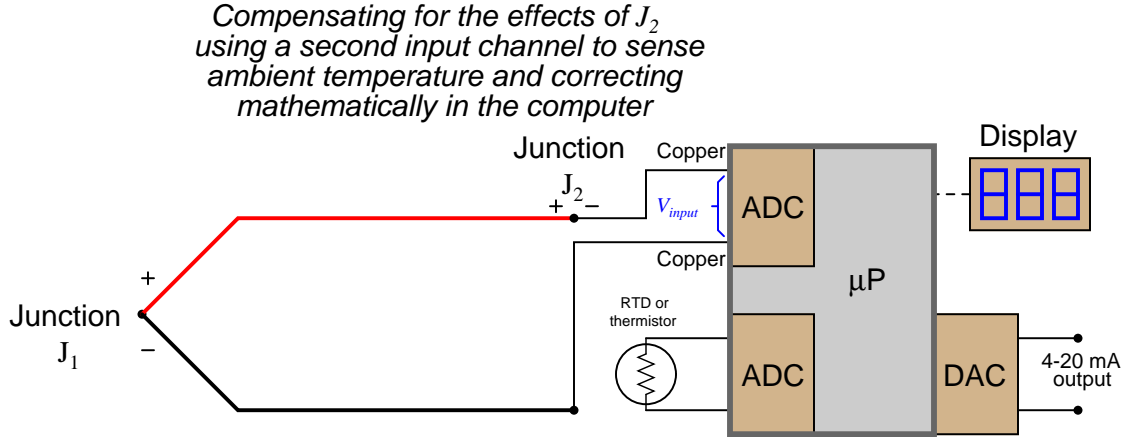 Compensating for the effects of J2
using a second input channel to sense
ambient temperature and correcting
mathematically in the computer
Display
Junction
J2
+ −
Copper
Vinput
ADC
Copper
μP
+
Junction
J1
−
RTD or
thermistor
ADC
DAC
4-20 mA
output